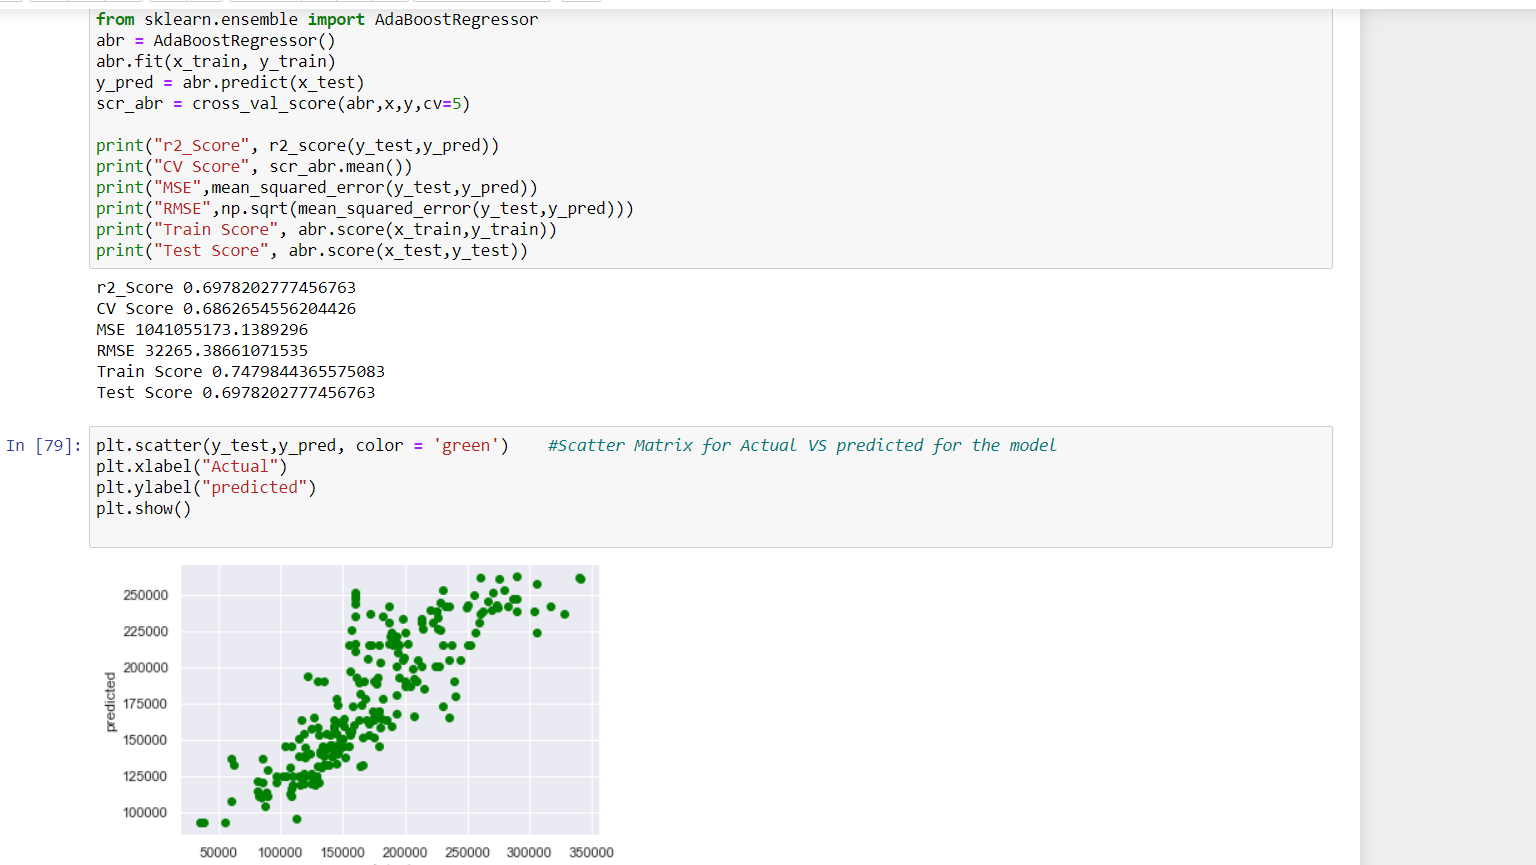 from sklearn.ensemble import AdaBoostRegressor
abr = AdaBoostRegressor()
abr.fit(x_train, y_train)
y_pred = abr.predict(x_test)
scr_abr = cross_val_score(abr,x,y,cv=5)
print("r2_Score", r2_score(y_test,y_pred))
print("CV Score", scr_abr.mean())
print("MSE",mean_squared_error(y_test,y_pred))
print("RMSE",np.sqrt(mean_squared_error(y_test,y_pred)))
print("Train Score", abr.score(x_train,y_train))
print("Test Score", abr.score(x_test,y_test))
r2_Score 0.6978202777456763
CV Score 0.6862654556204426
MSE 1041055173.1389296
RMSE 32265.38661071535
Train Score 0.7479844365575083
Test Score 0.6978202777456763
In [79]: plt.scatter(y_test,y_pred, color = 'green')    #Scatter Matrix for Actual VS predicted for the model
plt.xlabel("Actual")
plt.ylabel("predicted")
plt.show()
250000
225000
200000
175000
150000
125000
100000
predicted
50000 100000 150000 200000 250000 300000 350000